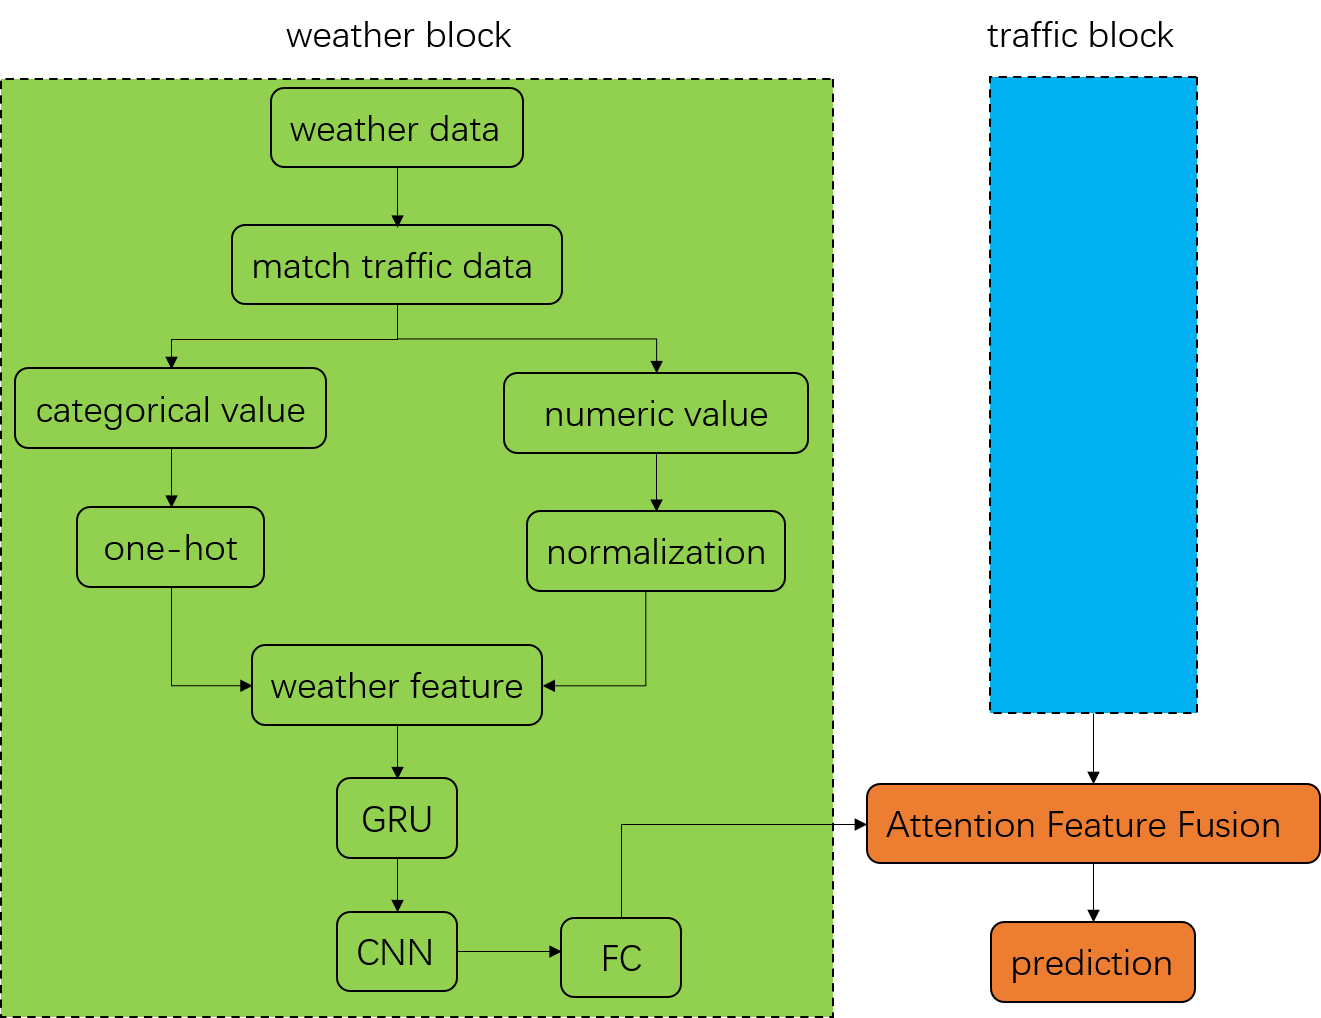 weather block
traffic block
weather data
match traffic data
categorical value
numeric value
one-hot
normalization
weather feature
GRU
Attention Feature Fusion
CNN
FC
prediction